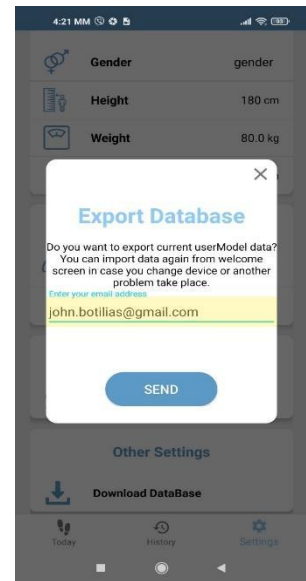 4:21 MM
Gender gender
Height 180 cm
Weight 80.0 kg
Export Database
Do you want to export current userModel data?
You can import data again from welcome
screen in case you change device or another
problem take place.
Enter your email address
john.botilias@gmail.com
SEND
Other Settings
Download DataBase
Today History Settings